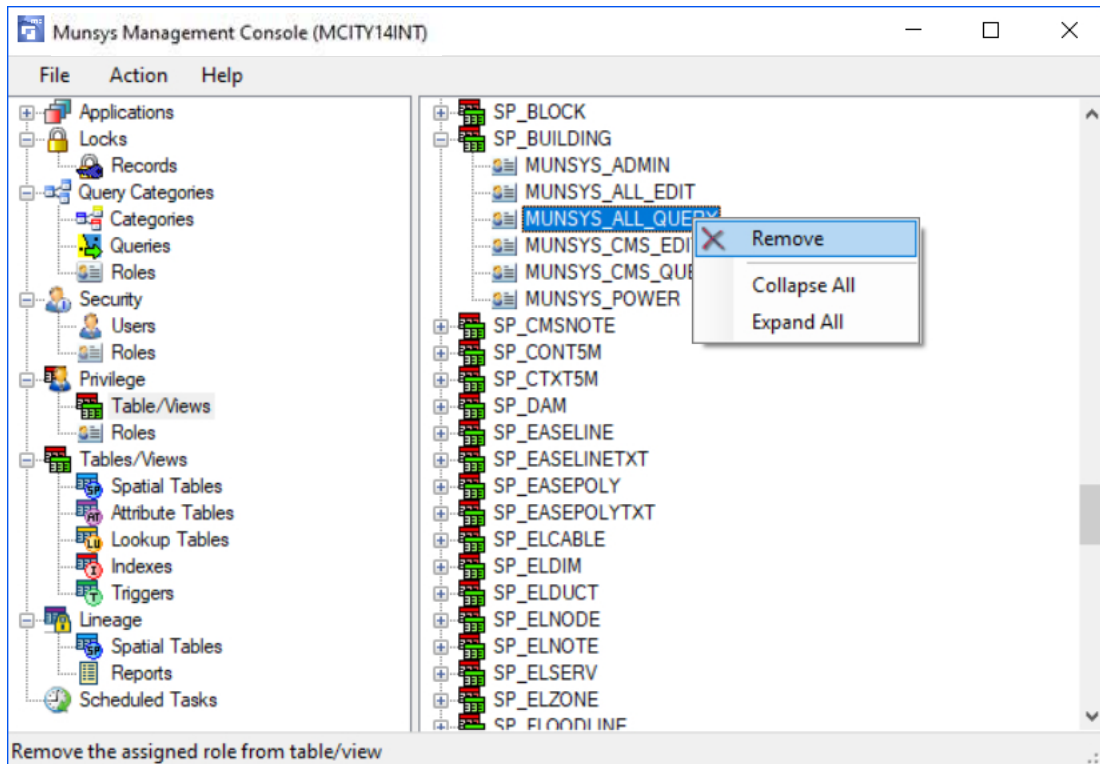 Munsys Management Console (MCITY14INT)
File Action Help
Applications
Locks
Records
Query Categories
Categories
Queries
Roles
Security
Users
Roles
Privilege
Table/Views
Roles
Tables/Views
Spatial Tables
Attribute Tables
Lookup Tables
Indexes
Triggers
Lineage
Spatial Tables
Reports
Scheduled Tasks
SP_BLOCK
SP_BUILDING
MUNSYS_ADMIN
MUNSYS_ALL_EDIT
MUNSYS_ALL_QUERY
MUNSYS_CMS_EDI
MUNSYS_CMS_QUE
MUNSYS_POWER
SP_CMSNOTE
SP_CONT5M
SP_CTXT5M
SP_DAM
SP_EASELINE
SP_EASELINETXT
SP_EASEPOLY
SP_EASEPOLYTXT
SP_ELCABLE
SP_ELDIM
SP_ELDUCT
SP_ELNODE
SP_ELNOTE
SP_ELSERV
SP_ELZONE
SP_FLOODLINE
Remove
Collapse All
Expand All
Remove the assigned role from table/view